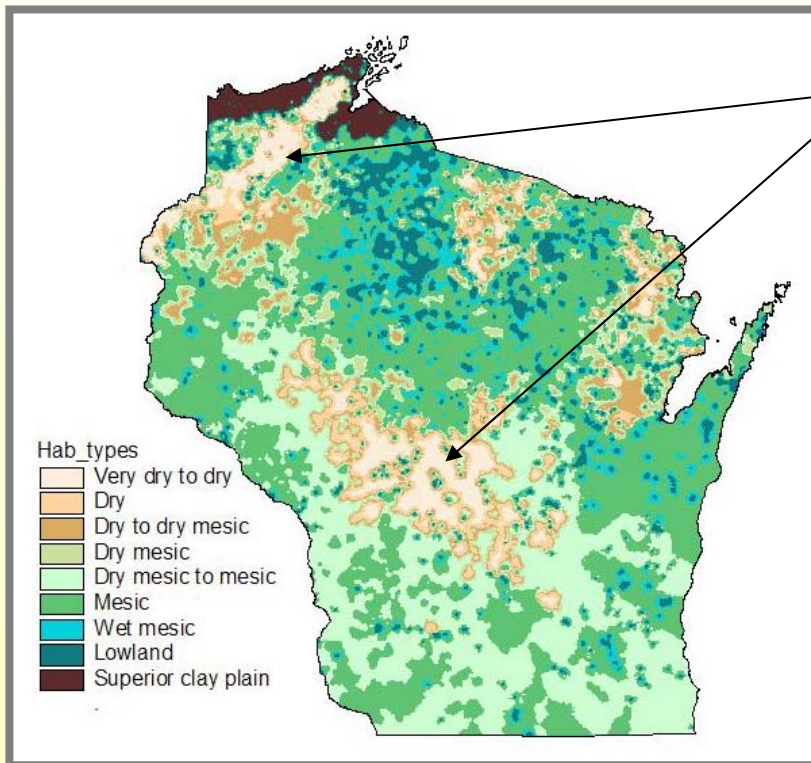 Hab_types
Very dry to dry
Dry
Dry to dry mesic
Dry mesic
Dry mesic to mesic
Mesic
Wet mesic
Lowland
Superior clay plain